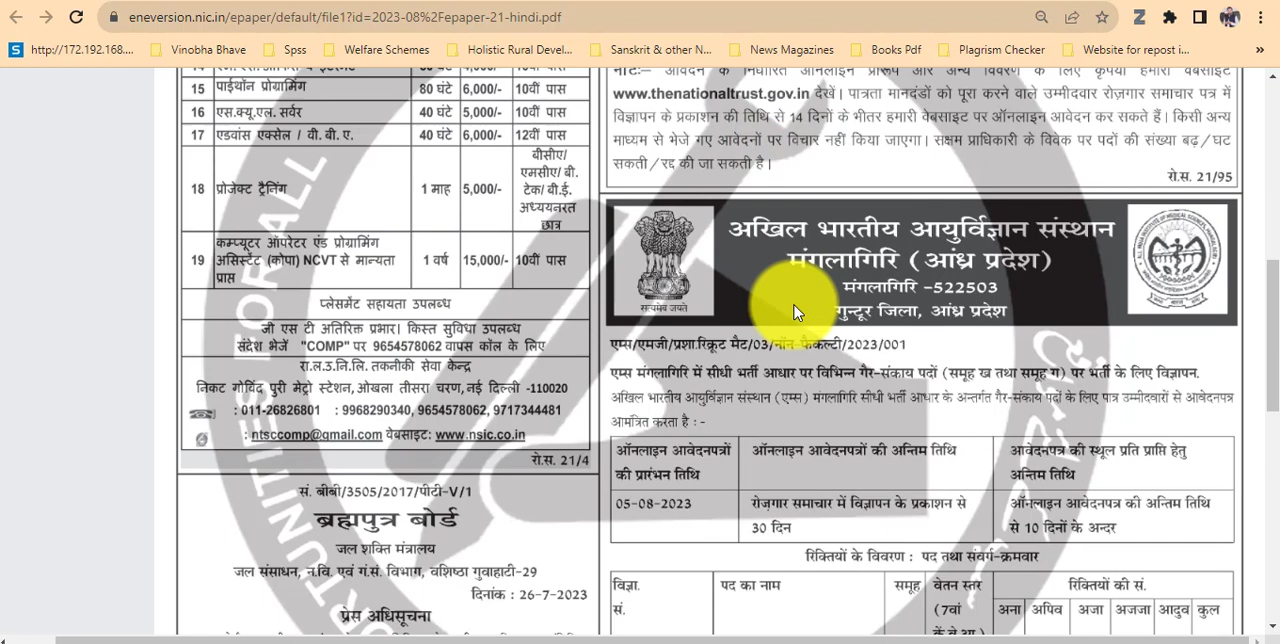 eneversion.nic.in/epaper/default/file1?id=2023-08%2Fepaper-21-hindi.pdf
http://172.192.168.... Vinobha Bhave Spss Welfare Schemes Holistic Rural Devel... Sanskrit & other N... News Magazines Books Pdf Plagrism Checker Website for repost i... »
15 पाईथॉन प्रोग्रामिंग 80 घंटे 6,000/- 10वीं पास
16 एस.क्यू.एल. सर्वर 40 घंटे 5,000/- 10वीं पास
17 एडवांस एक्सेल / वी. बी. ए. 40 घंटे 6,000/- 12वीं पास
18 प्रोजेक्ट ट्रैनिंग 1 माह 5,000/- बीसीए/
एमसीए/ बी.
टेक/ बी.ई.
अध्ययनरत
छात्र
19 कम्प्यूटर ऑपरेटर एंड प्रोग्रामिंग
असिस्टेंट (कोपा) NCVT से मान्यता
प्राप्त
1 वर्ष 15,000/- 10वीं पास
प्लेसमेंट सहायता उपलब्ध
जी एस टी अतिरिक्त प्रभार। किस्त सुविधा उपलब्ध
संदेश भेजें "COMP" पर 9654578062 वापस कॉल के लिए
रा.ल.उ.नि.लि. तकनीकी सेवा केन्द्र
निकट गोविंद पुरी मेट्रो स्टेशन, ओखला तीसरा चरण, नई दिल्ली -110020
: 011-26826801 : 9968290340, 9654578062, 9717344481
: ntsccomp@gmail.com वेबसाइट: www.nsic.co.in
रो.स. 21/4
सं. बीबी/3505/2017/पीटी-V/1
ब्रह्मपुत्र बोर्ड
जल शक्ति मंत्रालय
जल संसाधन, न.वि. एवं गं.सं. विभाग, वशिष्ठा गुवाहाटी-29
दिनांक : 26-7-2023
प्रेस अधिसूचना
नोट:– आवेदन के निर्धारित ऑनलाइन प्रारूप और अन्य विवरण के लिए कृपया हमारी वेबसाइट
www.thenationaltrust.gov.in देखें। पात्रता मानदंडों को पूरा करने वाले उम्मीदवार रोज़गार समाचार पत्र में
विज्ञापन के प्रकाशन की तिथि से 14 दिनों के भीतर हमारी वेबसाइट पर ऑनलाइन आवेदन कर सकते हैं। किसी अन्य
माध्यम से भेजे गए आवेदनों पर विचार नहीं किया जाएगा। सक्षम प्राधिकारी के विवेक पर पदों की संख्या बढ़/घट
सकती/रद्द की जा सकती है।
रो.स. 21/95
सत्यमेव जयते
अखिल भारतीय आयुर्विज्ञान संस्थान
मंगलागिरि (आंध्र प्रदेश)
मंगलागिरि -522503
गुन्टूर जिला, आंध्र प्रदेश
एम्स/एमजी/प्रशा.रिक्रूट मैट/03/नॉन-फैकल्टी/2023/001
एम्स मंगलागिरि में सीधी भर्ती आधार पर विभिन्न गैर-संकाय पदों (समूह ख तथा समूह ग) पर भर्ती के लिए विज्ञापन.
अखिल भारतीय आयुर्विज्ञान संस्थान (एम्स) मंगलागिरि सीधी भर्ती आधार के अन्तर्गत गैर-संकाय पदों के लिए पात्र उम्मीदवारों से आवेदनपत्र
आमंत्रित करता है : -
ऑनलाइन आवेदनपत्रों
की प्रारंभन तिथि
ऑनलाइन आवेदनपत्रों की अन्तिम तिथि
आवेदनपत्र की स्थूल प्रति प्राप्ति हेतु
अन्तिम तिथि
05-08-2023
रोज़गार समाचार में विज्ञापन के प्रकाशन से
30 दिन
ऑनलाइन आवेदनपत्र की अन्तिम तिथि
से 10 दिनों के अन्दर
रिक्तियों के विवरण : पद तथा संवर्ग-क्रमवार
विज्ञा.
सं.
पद का नाम
समूह
वेतन स्तर
(7वां
रिक्तियों की सं.
अना अपिव अजा अजजा आदुव कुल